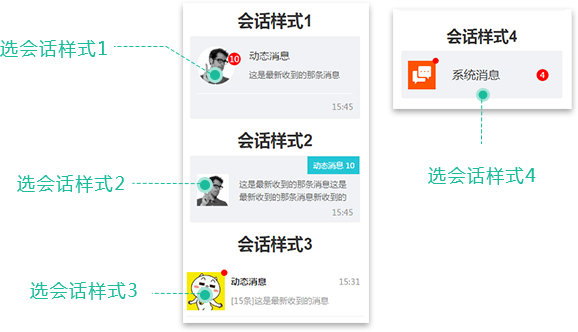 会话样式1
选会话样式1
10
动态消息
这是最新收到的那条消息
15:45
会话样式2
动态消息 10
选会话样式2
这是最新收到的那条消息这是
最新收到的那条消息新收到的
15:45
会话样式3
选会话样式3
动态消息
15:31
[15条]这是最新收到的消息
会话样式4
系统消息
4
选会话样式4